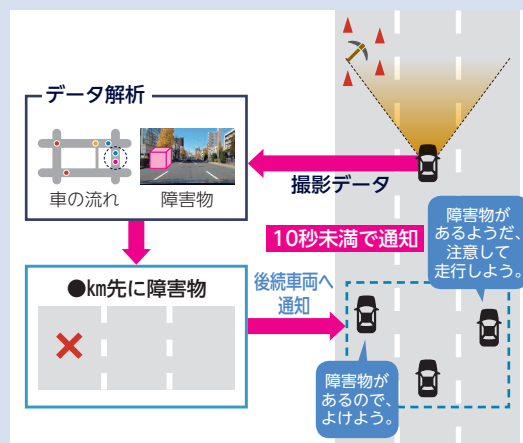 データ解析
車の流れ
障害物
撮影データ
10秒未満で通知
障害物が
あるようだ、
注意して
走行しよう。
●km先に障害物
後続車両へ
通知
障害物が
あるので、
よけよう。